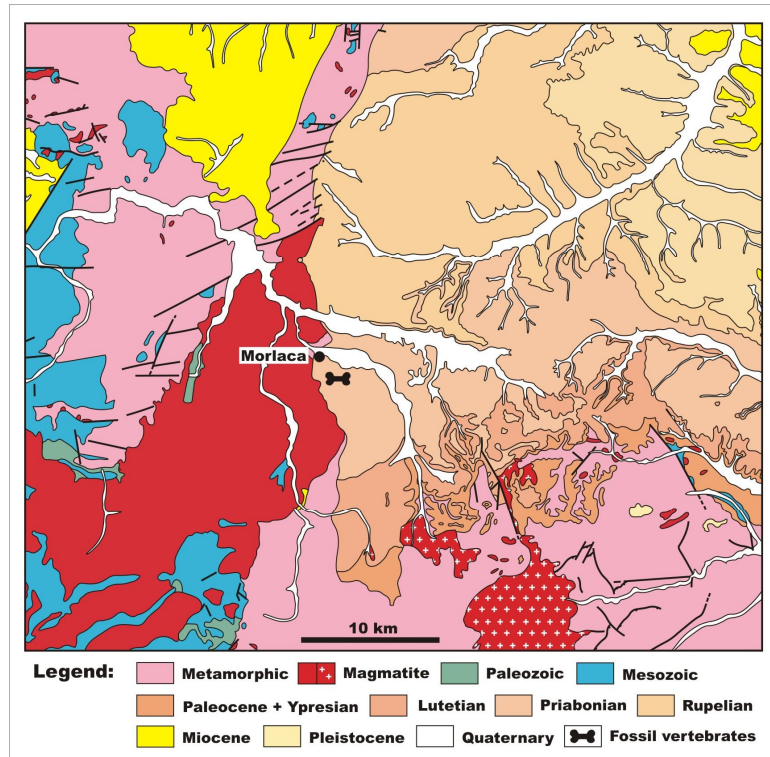 Morlaca
10 km
Legend:
Metamorphic Magmatite Paleozoic Mesozoic
Paleocene + Ypresian Lutetian Priabonian Rupelian
Miocene Pleistocene Quaternary Fossil vertebrates